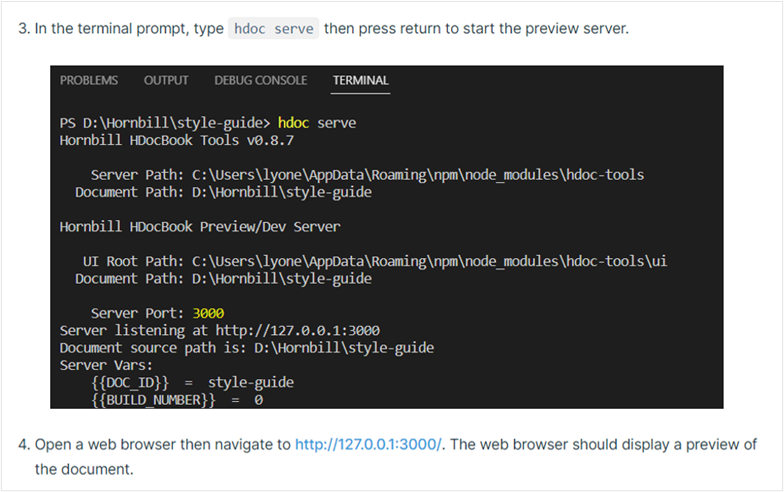 3. In the terminal prompt, type hdoc serve then press return to start the preview server.
PROBLEMS OUTPUT DEBUG CONSOLE TERMINAL
PS D:\Hornbill\style-guide> hdoc serve
Hornbill HDocBook Tools v0.8.7
Server Path: C:\Users\lyone\AppData\Roaming\npm\node_modules\hdoc-tools
Document Path: D:\Hornbill\style-guide
Hornbill HDocBook Preview/Dev Server
UI Root Path: C:\Users\lyone\AppData\Roaming\npm\node_modules\hdoc-tools\ui
Document Path: D:\Hornbill\style-guide
Server Port: 3000
Server listening at http://127.0.0.1:3000
Document source path is: D:\Hornbill\style-guide
Server Vars:
{{DOC_ID}} = style-guide
{{BUILD_NUMBER}} = 0
4. Open a web browser then navigate to http://127.0.0.1:3000/. The web browser should display a preview of
the document.